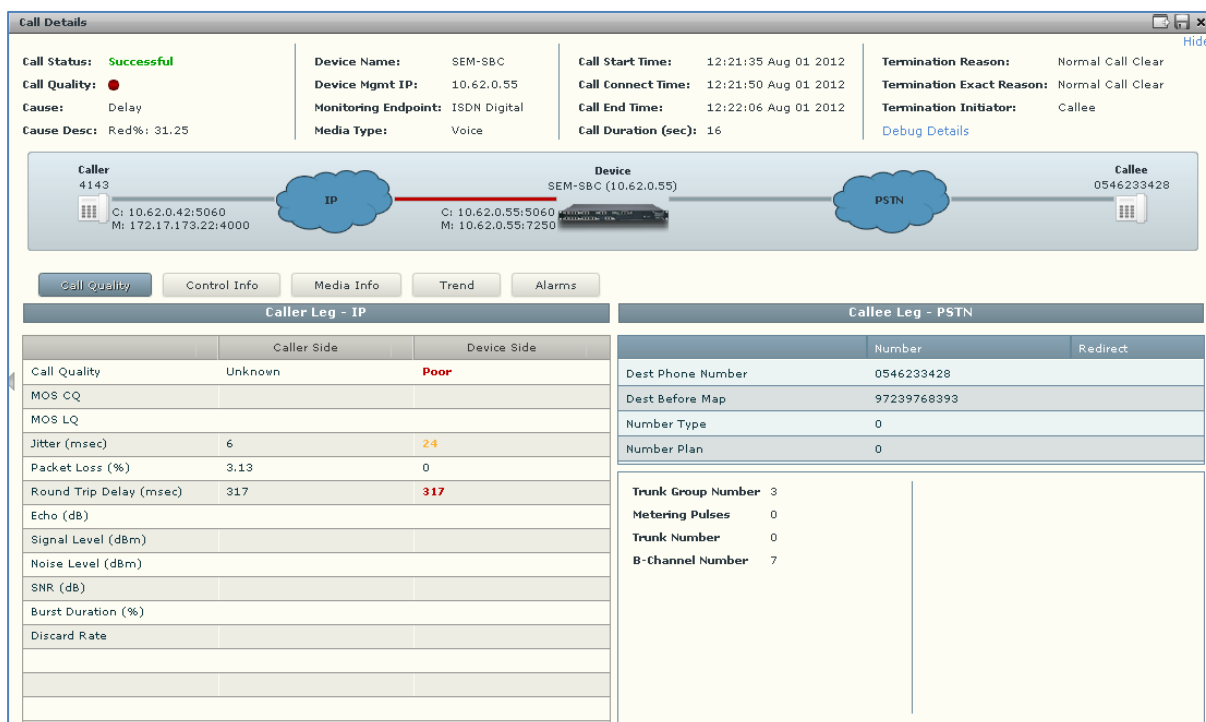 Call Details
Hide
Call Status: Successful
Call Quality:
Cause: Delay
Cause Desc: Red%: 31.25
Device Name: SEM-SBC
Device Mgmt IP: 10.62.0.55
Monitoring Endpoint: ISDN Digital
Media Type: Voice
Call Start Time: 12:21:35 Aug 01 2012
Call Connect Time: 12:21:50 Aug 01 2012
Call End Time: 12:22:06 Aug 01 2012
Call Duration (sec): 16
Termination Reason: Normal Call Clear
Termination Exact Reason: Normal Call Clear
Termination Initiator: Callee
Debug Details
Caller
4143
C: 10.62.0.42:5060
M: 172.17.173.22:4000
IP
Device
SEM-SBC (10.62.0.55)
C: 10.62.0.55:5060
M: 10.62.0.55:7250
PSTN
Callee
0546233428
Call Quality Control Info Media Info Trend Alarms
Caller Leg - IP
Caller Side Device Side
Call Quality Unknown Poor
MOS CQ
MOS LQ
Jitter (msec) 6 24
Packet Loss (%) 3.13 0
Round Trip Delay (msec) 317 317
Echo (dB)
Signal Level (dBm)
Noise Level (dBm)
SNR (dB)
Burst Duration (%)
Discard Rate
Callee Leg - PSTN
Number Redirect
Dest Phone Number 0546233428
Dest Before Map 97239768393
Number Type 0
Number Plan 0
Trunk Group Number 3
Metering Pulses 0
Trunk Number 0
B-Channel Number 7